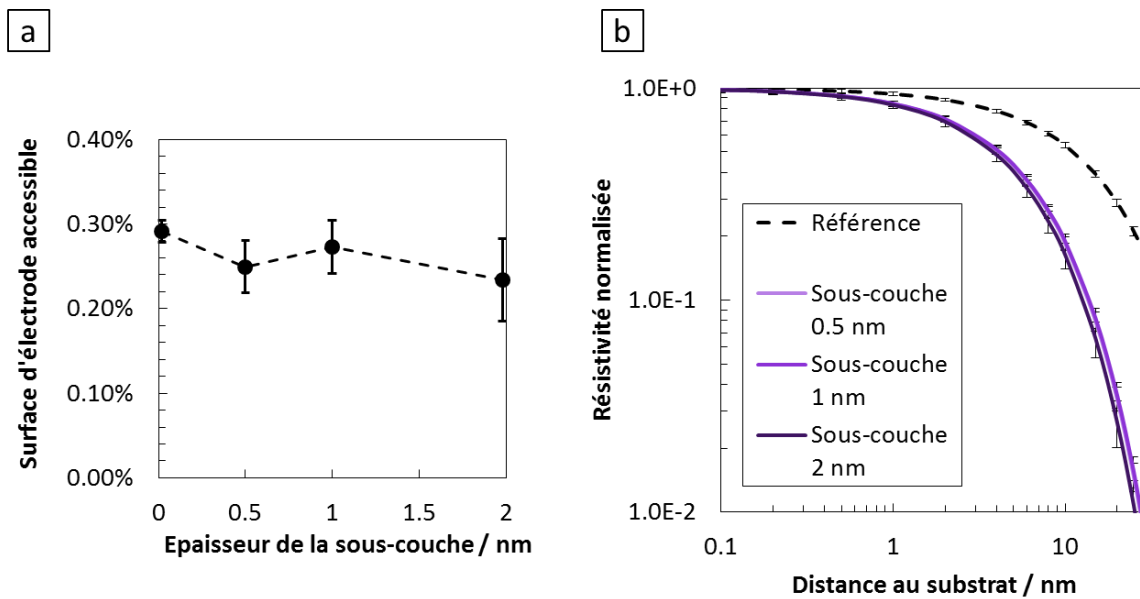 a
0.40%
0.30%
0.20%
0.10%
0.00%
Surface d'électrode accessible
0
0.5
1
1.5
2
Epaisseur de la sous-couche / nm
b
1.0E+0
1.0E-1
1.0E-2
Résistivité normalisée
Référence
Sous-couche
0.5 nm
Sous-couche
1 nm
Sous-couche
2 nm
0.1
1
10
Distance au substrat / nm